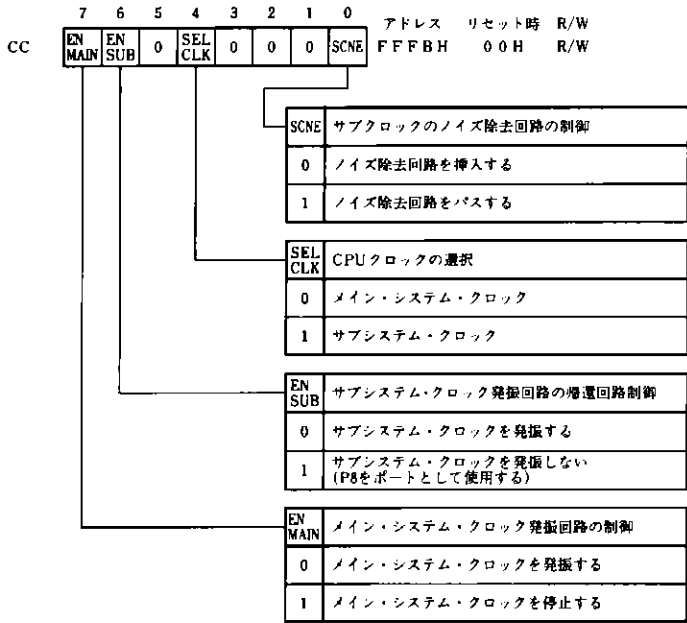 7 6 5 4 3 2 1 0
アドレス リセット時 R/W
CC EN MAIN EN SUB 0 SEL CLK 0 0 0 SCNE FFFBH 00H R/W
SCNE サブクロックのノイズ除去回路の制御
0 ノイズ除去回路を挿入する
1 ノイズ除去回路をパスする
SEL CLK CPUクロックの選択
0 メイン・システム・クロック
1 サブシステム・クロック
EN SUB サブシステム・クロック発振回路の帰還回路制御
0 サブシステム・クロックを発振する
1 サブシステム・クロックを発振しない
(P8をポートとして使用する)
EN MAIN メイン・システム・クロック発振回路の制御
0 メイン・システム・クロックを発振する
1 メイン・システム・クロックを停止する